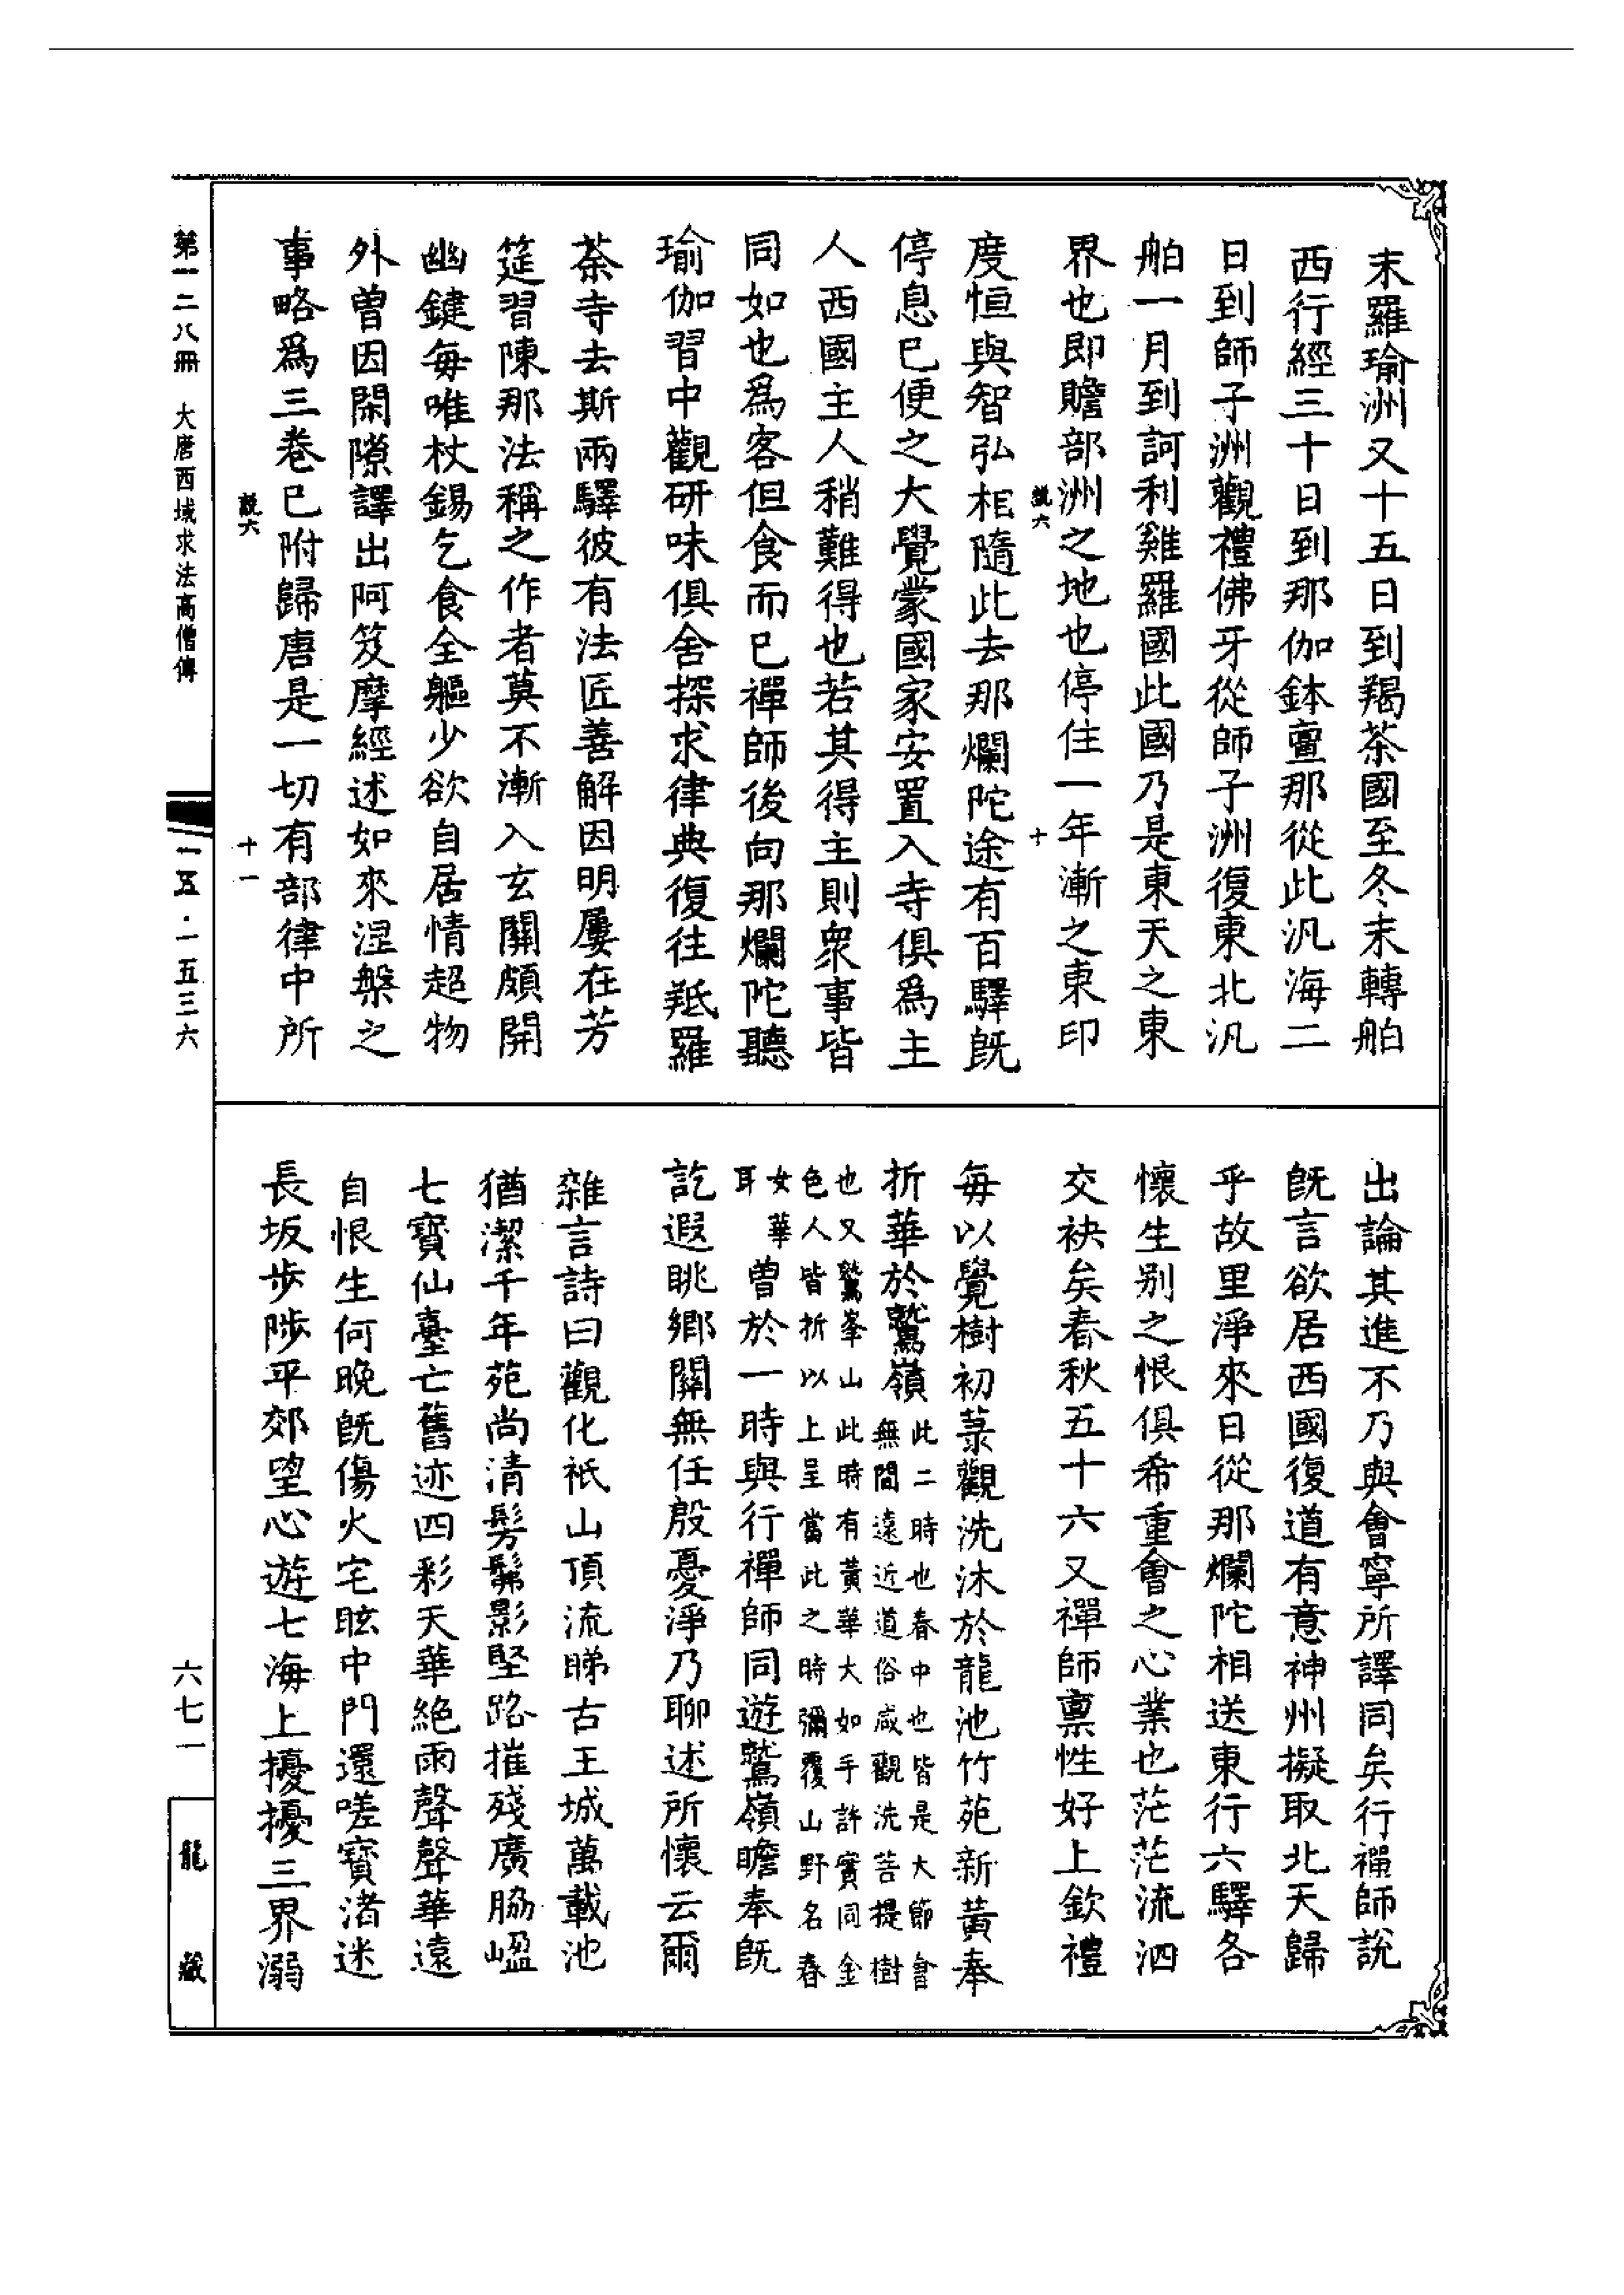 末羅瑜洲又十五日到羯荼國至冬末轉舶
西行經三十日到那伽鉢亶那從此汎海二
日到師子洲觀禮佛牙從師子洲復東北汎
舶一月到訶利雞羅國此國乃是東天之東
界也即贍部洲之地也停住一年漸之東印
說六
十
度恒與智弘相隨此去那爛陀途有百驛既
停息已便之大覺蒙國家安置入寺俱爲主
人西國主人稍難得也若其得主則衆事皆
同如也爲客但食而已禪師後向那爛陀聽
瑜伽習中觀研味俱舍探求律典復往羝羅
荼寺去斯兩驛彼有法匠善解因明屢在芳
筵習陳那法稱之作者莫不漸入玄關頗開
幽鍵每唯杖錫乞食全軀少欲自居情超物
外曾因閑隙譯出阿笈摩經述如來涅槃之
事略爲三卷已附歸唐是一切有部律中所
說六
十一
出論其進不乃與會寧所譯同矣行禪師說
既言欲居西國復道有意神州擬取北天歸
乎故里淨來日從那爛陀相送東行六驛各
懷生別之恨俱希重會之心業也茫茫流泗
交袂矣春秋五十六又禪師稟性好上欽禮
每以覺樹初菉觀洗沐於龍池竹苑新黃奉
折華於鷲嶺此二時也春中也皆是大節會
無間遠近道俗咸觀洗菩提樹
也又鷲峯山此時有黃華大如手許實同金
色人皆折以上呈當此之時彌覆山野名春
女華
耳
曾於一時與行禪師同遊鷲嶺瞻奉既
訖遐眺鄉關無任殷憂淨乃聊述所懷云爾
雜言詩曰觀化祇山頂流睇古王城萬載池
猶潔千年苑尚清髣髴影堅路摧殘廣脇㟴
七寶仙臺亡舊迹四彩天華絕雨聲聲華遠
自恨生何晚既傷火宅眩中門還嗟寶渚迷
長坂步陟平郊望心遊七海上擾擾三界溺
第一二八冊 大唐西域求法高僧傳
一五·一五三六
六七一
龍藏